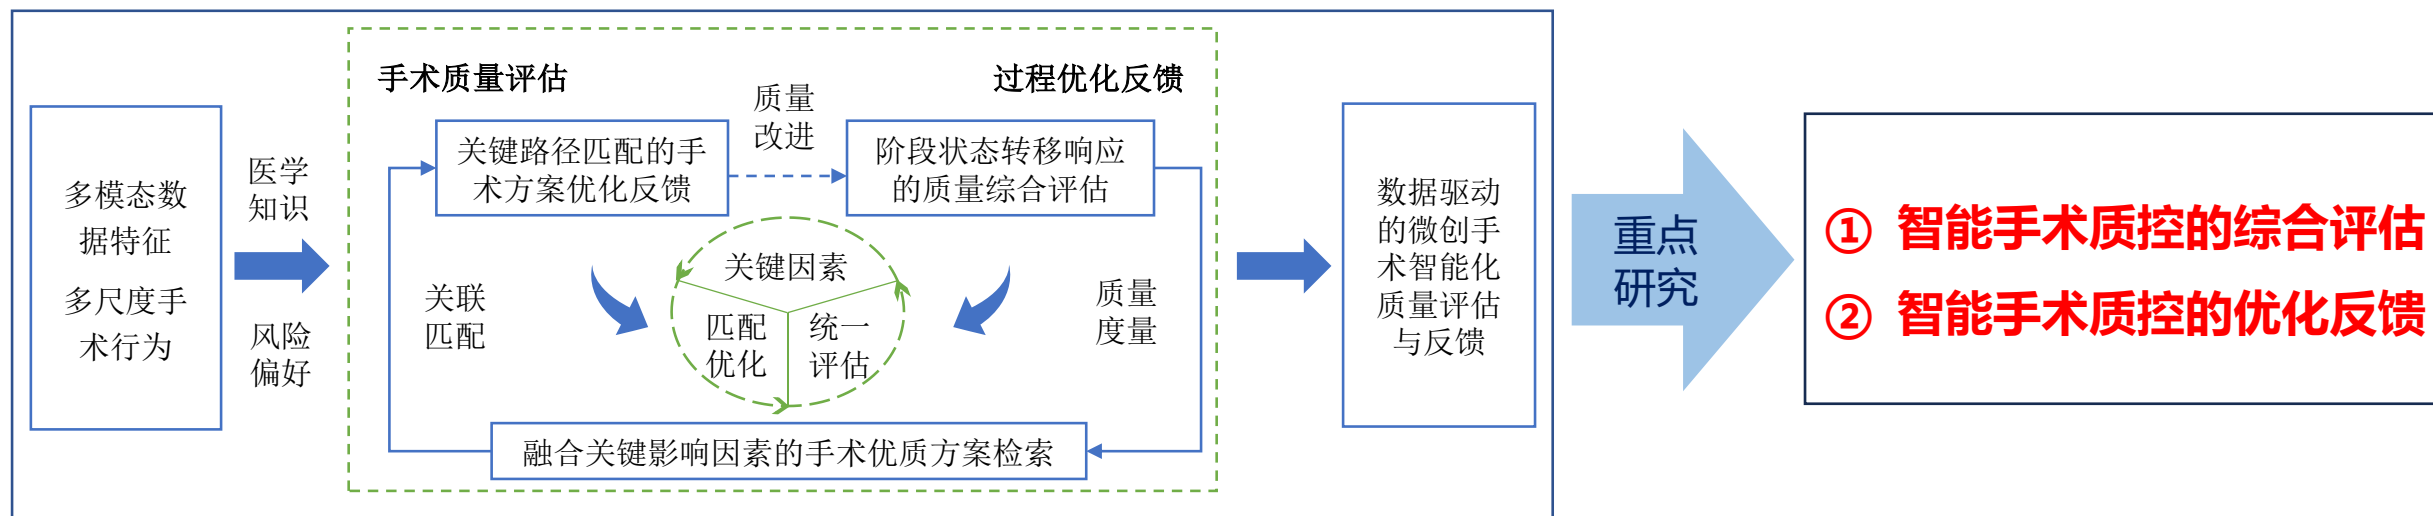 多模态数
据特征
多尺度手
术行为
医学
知识
风险
偏好
手术质量评估
过程优化反馈
质量
改进
关键路径匹配的手
术方案优化反馈
阶段状态转移响应
的质量综合评估
关联
匹配
关键因素
匹配
优化
统一
评估
质量
度量
融合关键影响因素的手术优质方案检索
数据驱动
的微创手
术智能化
质量评估
与反馈
重点
研究
① 智能手术质控的综合评估
② 智能手术质控的优化反馈